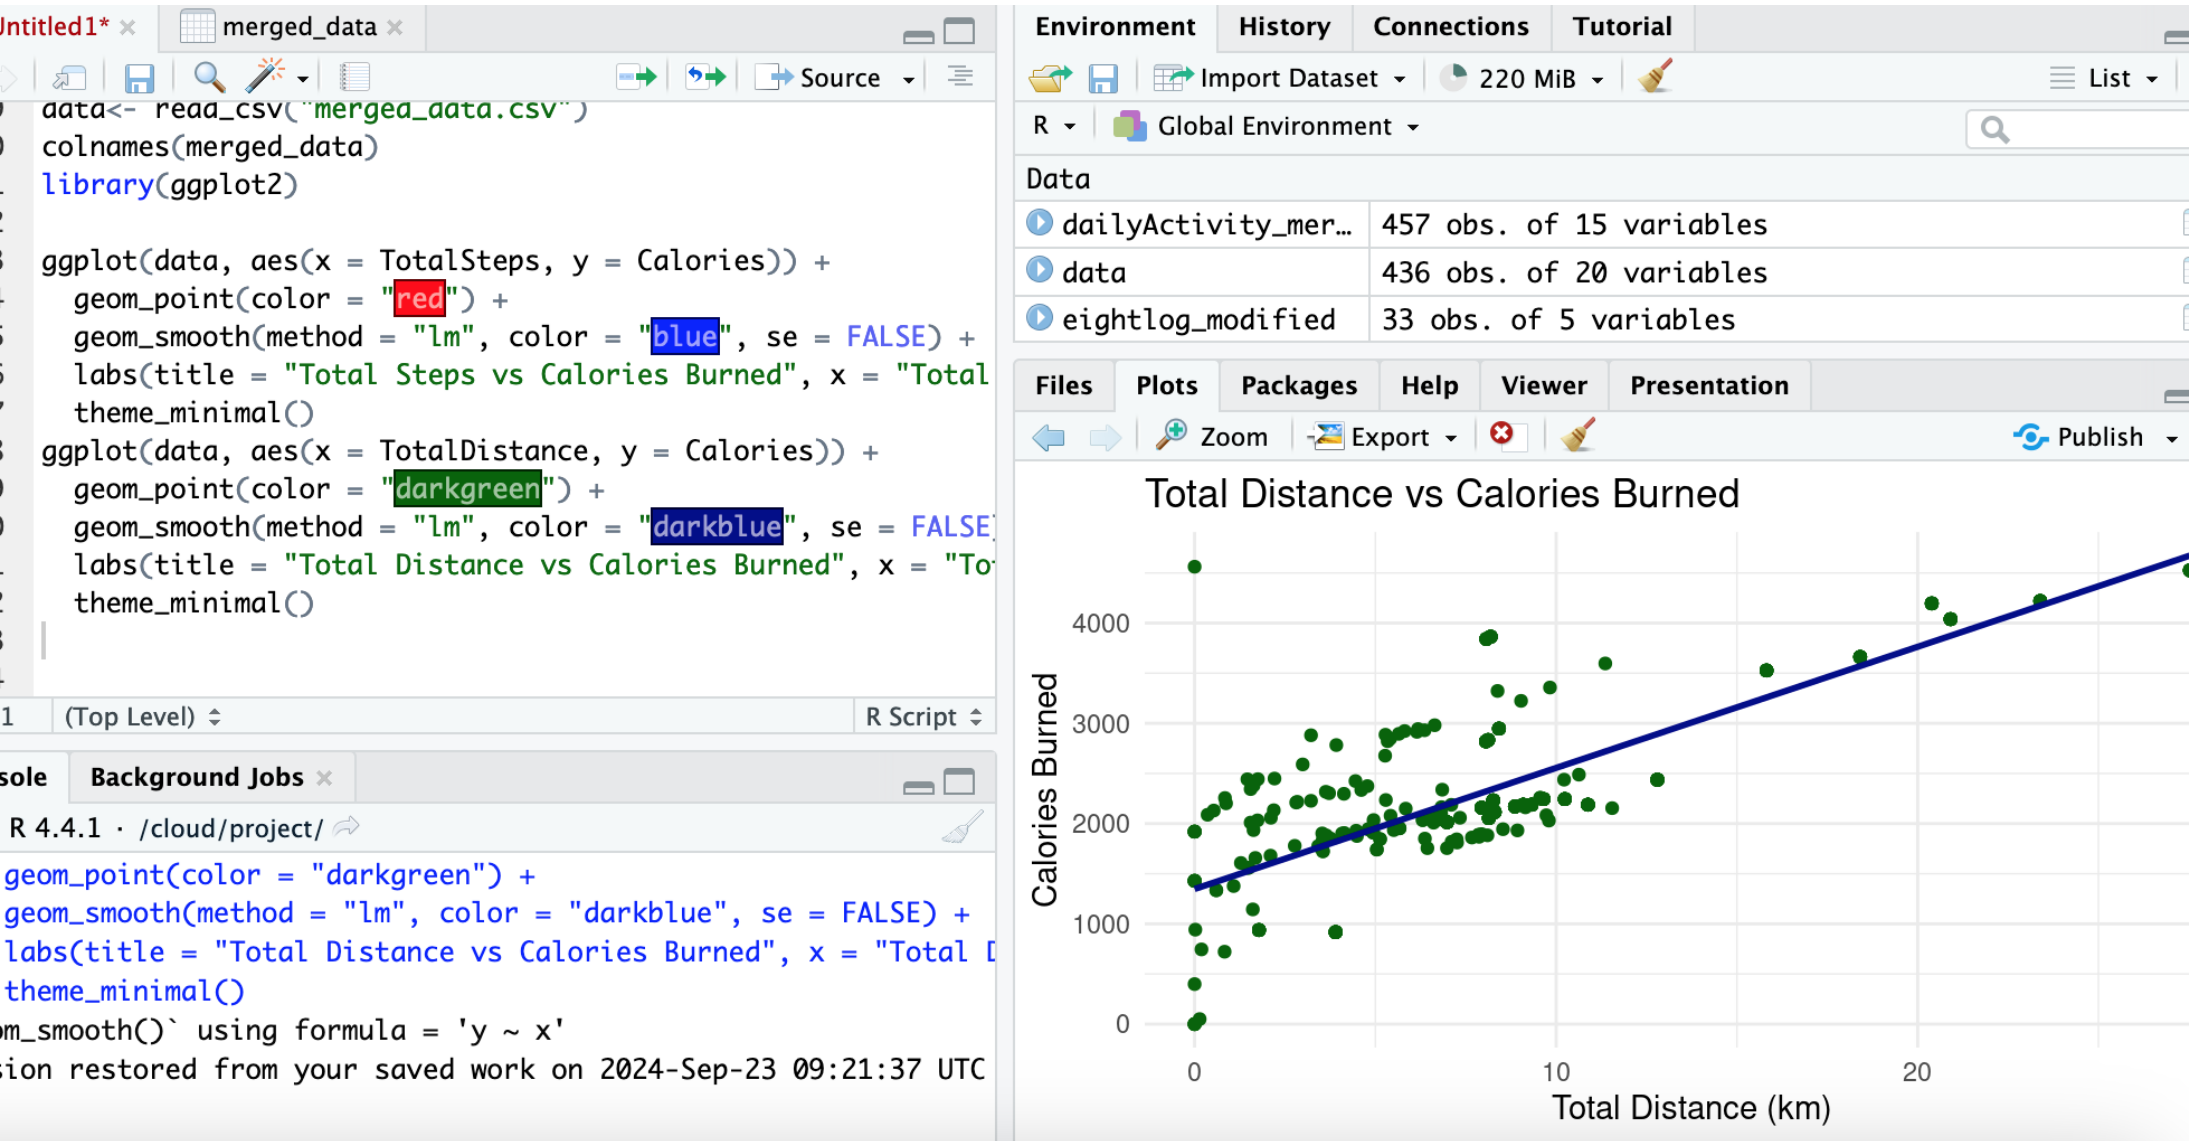 Untitled1*
merged_data
Source
data<- read_csv("merged_data.csv")
colnames(merged_data)
library(ggplot2)
ggplot(data, aes(x = TotalSteps, y = Calories)) +
geom_point(color = "red") +
geom_smooth(method = "lm", color = "blue", se = FALSE) +
labs(title = "Total Steps vs Calories Burned", x = "Total
theme_minimal()
ggplot(data, aes(x = TotalDistance, y = Calories)) +
geom_point(color = "darkgreen") +
geom_smooth(method = "lm", color = "darkblue", se = FALSE)
labs(title = "Total Distance vs Calories Burned", x = "To
theme_minimal()
1 (Top Level) R Script
sole
Background Jobs
R 4.4.1 · /cloud/project/
geom_point(color = "darkgreen") +
geom_smooth(method = "lm", color = "darkblue", se = FALSE) +
labs(title = "Total Distance vs Calories Burned", x = "Total D
theme_minimal()
om_smooth()` using formula = 'y ~ x'
sion restored from your saved work on 2024-Sep-23 09:21:37 UTC
Environment History Connections Tutorial
Import Dataset 220 MiB List
R Global Environment
Data
dailyActivity_mer… 457 obs. of 15 variables
data 436 obs. of 20 variables
eightlog_modified 33 obs. of 5 variables
Files Plots Packages Help Viewer Presentation
Zoom Export Publish
Total Distance vs Calories Burned
Calories Burned
4000
3000
2000
1000
0
0 10 20
Total Distance (km)